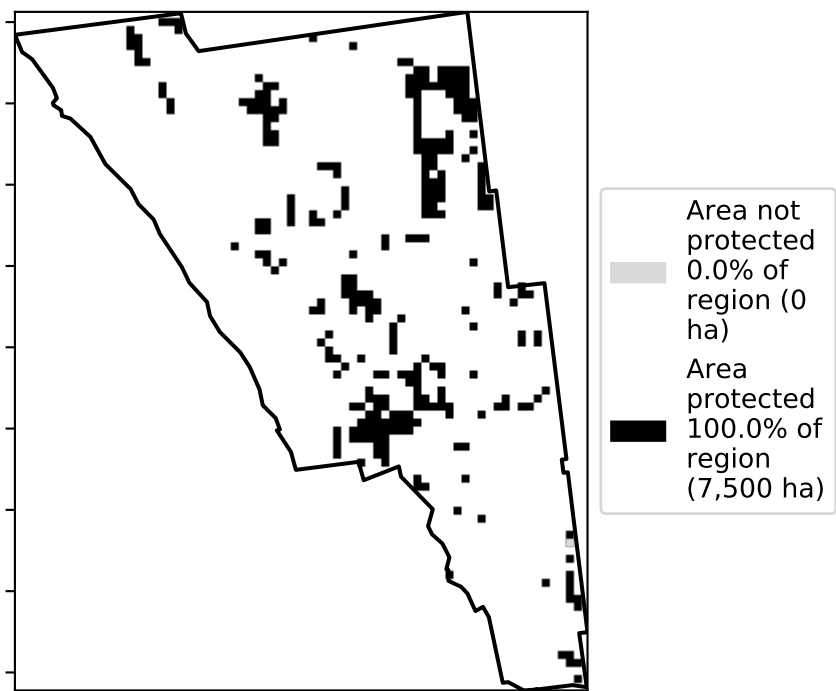 Area not
protected
0.0% of
region (0
ha)
Area
protected
100.0% of
region
(7,500 ha)